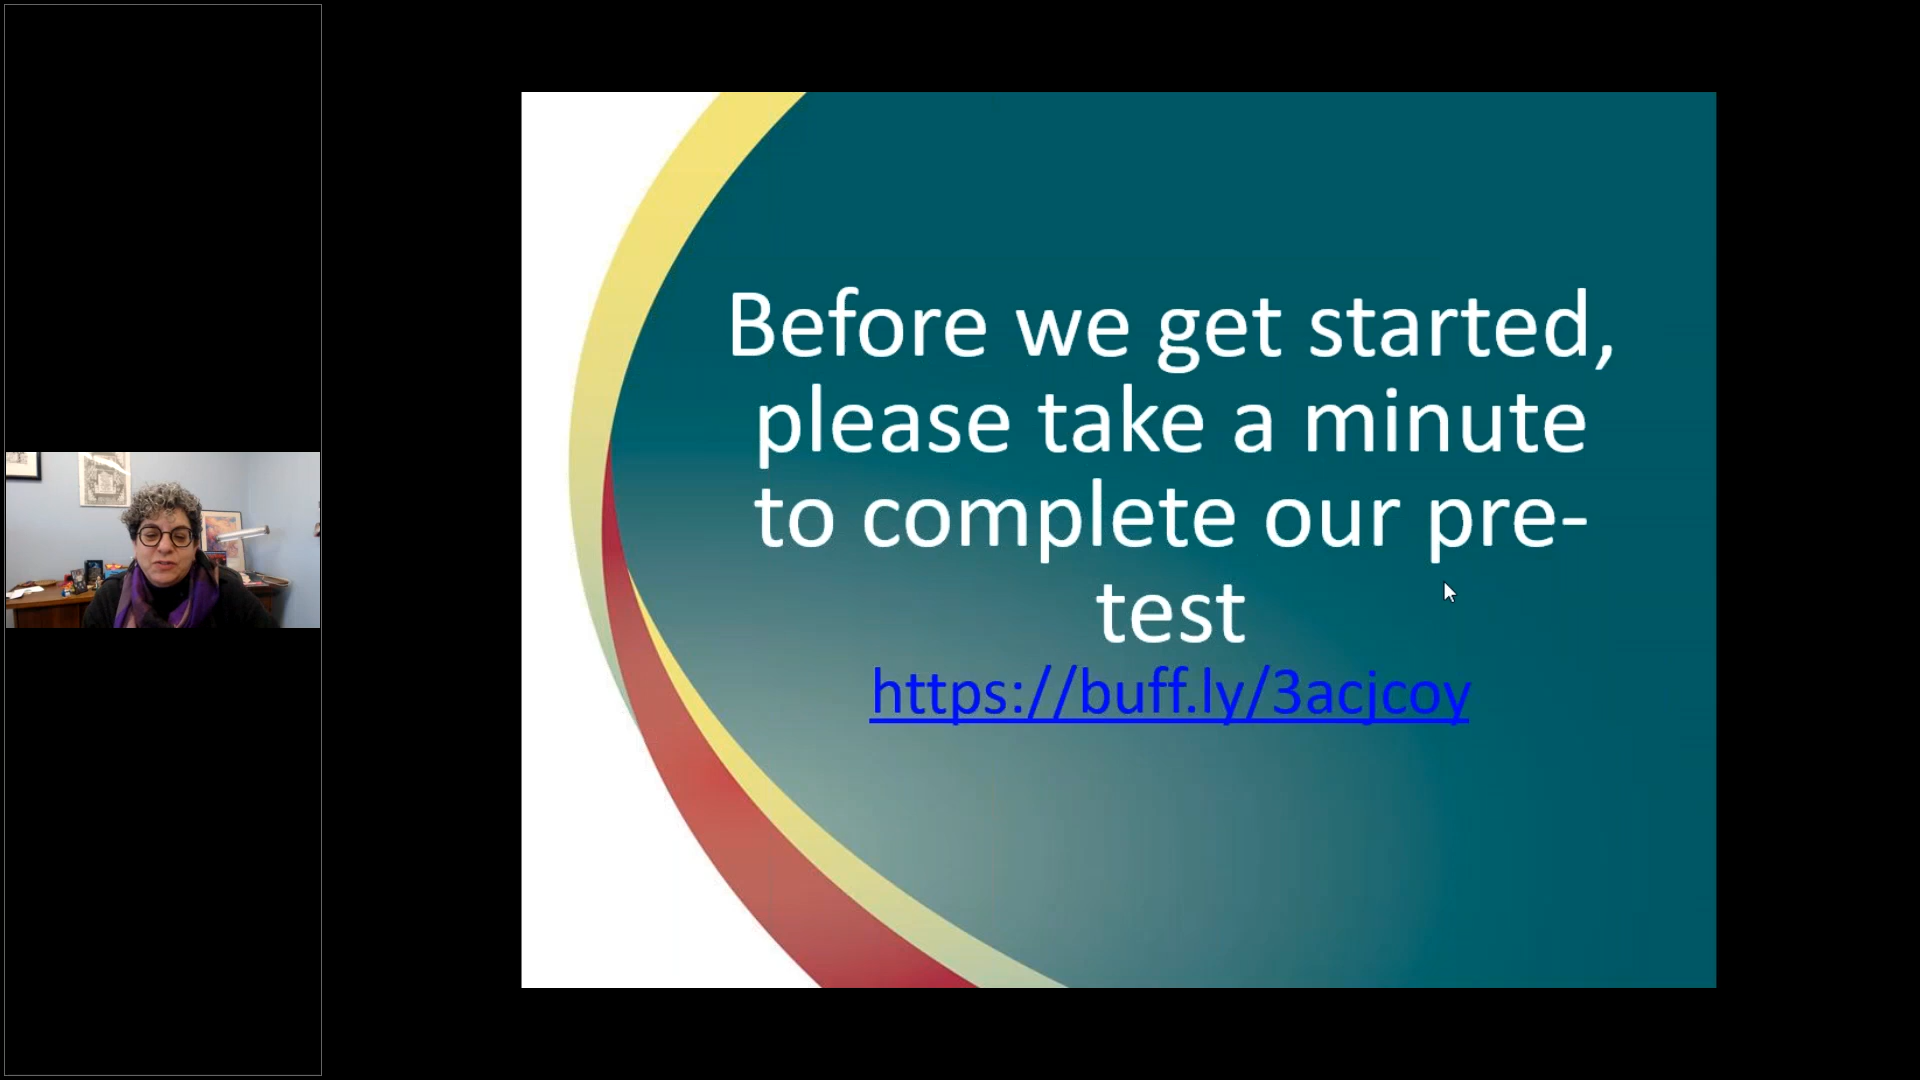 Before we get started,
please take a minute
to complete our pre-
test
https://buff.ly/3acjcoy